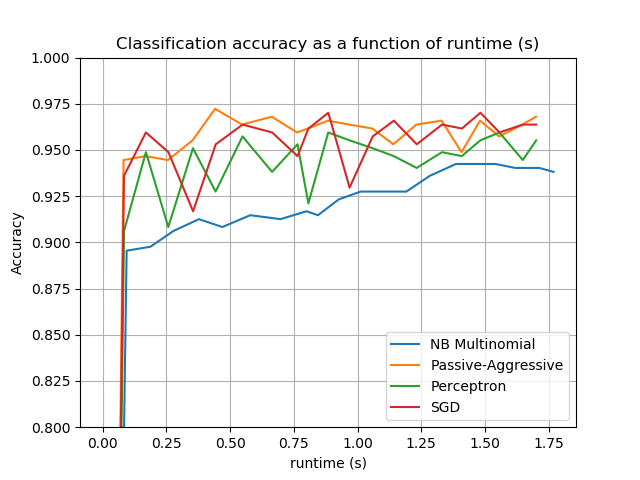 Classification accuracy as a function of runtime (s)
1.000
0.975
0.950
0.925
0.900
0.875
0.850
0.825
0.800
Accuracy
NB Multinomial
Passive-Aggressive
Perceptron
SGD
0.00 0.25 0.50 0.75 1.00 1.25 1.50 1.75
runtime (s)